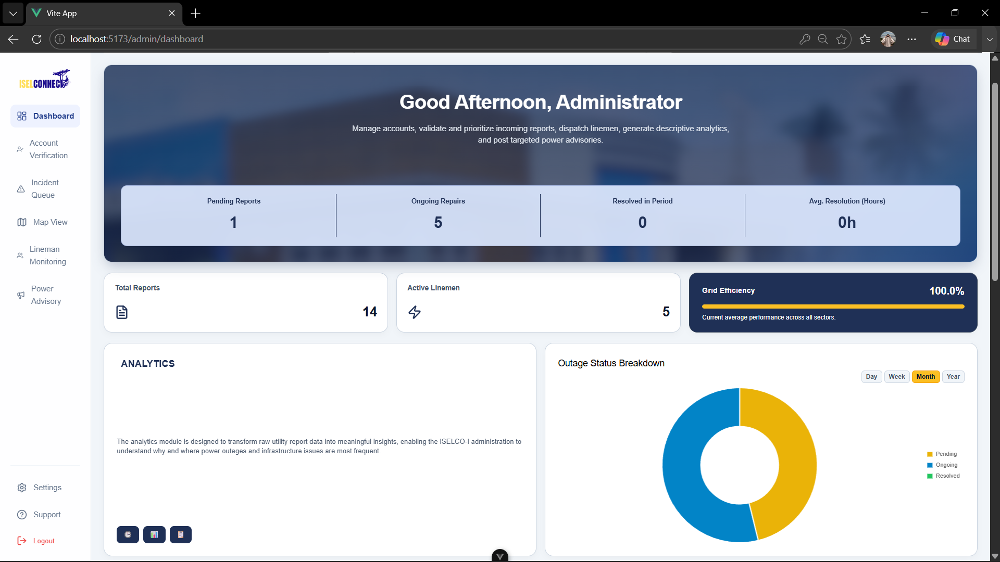 Vite App
localhost:5173/admin/dashboard
Chat
ISELCONNECT
Dashboard
Account
Verification
Incident
Queue
Map View
Lineman
Monitoring
Power
Advisory
Settings
Support
Logout
Good Afternoon, Administrator
Manage accounts, validate and prioritize incoming reports, dispatch linemen, generate descriptive analytics,
and post targeted power advisories.
Pending Reports
1
Ongoing Repairs
5
Resolved in Period
0
Avg. Resolution (Hours)
0h
Total Reports
14
Active Linemen
5
Grid Efficiency
100.0%
Current average performance across all sectors.
ANALYTICS
The analytics module is designed to transform raw utility report data into meaningful insights, enabling the ISELCO-I administration to
understand why and where power outages and infrastructure issues are most frequent.
Outage Status Breakdown
Day Week Month Year
Pending
Ongoing
Resolved